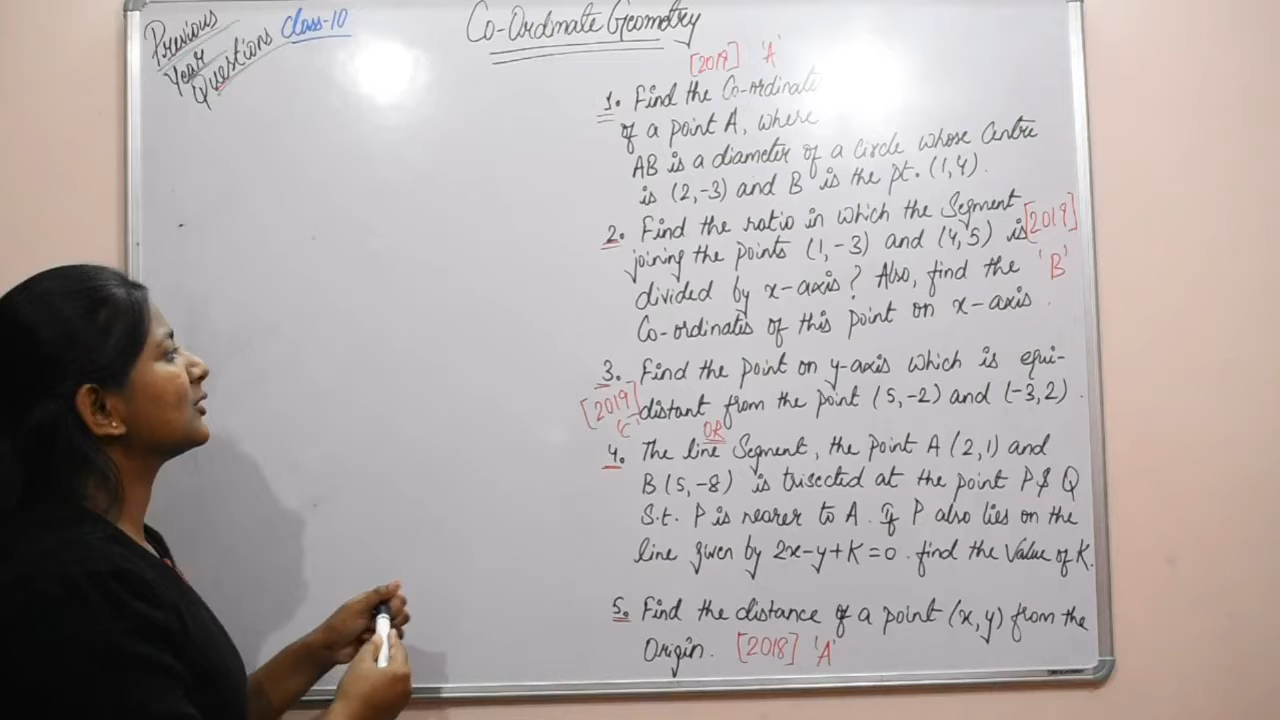 Previous
Year
Questions Class-10
Co-Ordinate Geometry
[2019] 'A'
1. Find the Co-ordinate
of a point A, where
AB is a diameter of a circle whose Centre
is (2,-3) and B is the pt. (1,4).
2. Find the ratio in which the Segment
[2019]
joining the points (1,-3) and (4,5) is
'B'
divided by x-axis? Also, find the
Co-ordinates of this point on x-axis.
3. Find the point on y-axis which is equi-
[2019]
distant from the point (5,-2) and (-3,2).
'C'
OR
4. The line Segment, the point A (2,1) and
B(5,-8) is trisected at the point P & Q
S.t. P is nearer to A. If P also lies on the
line given by 2x-y+K=0. find the Value of K.
5. Find the distance of a point (x,y) from the
Origin. [2018] 'A'